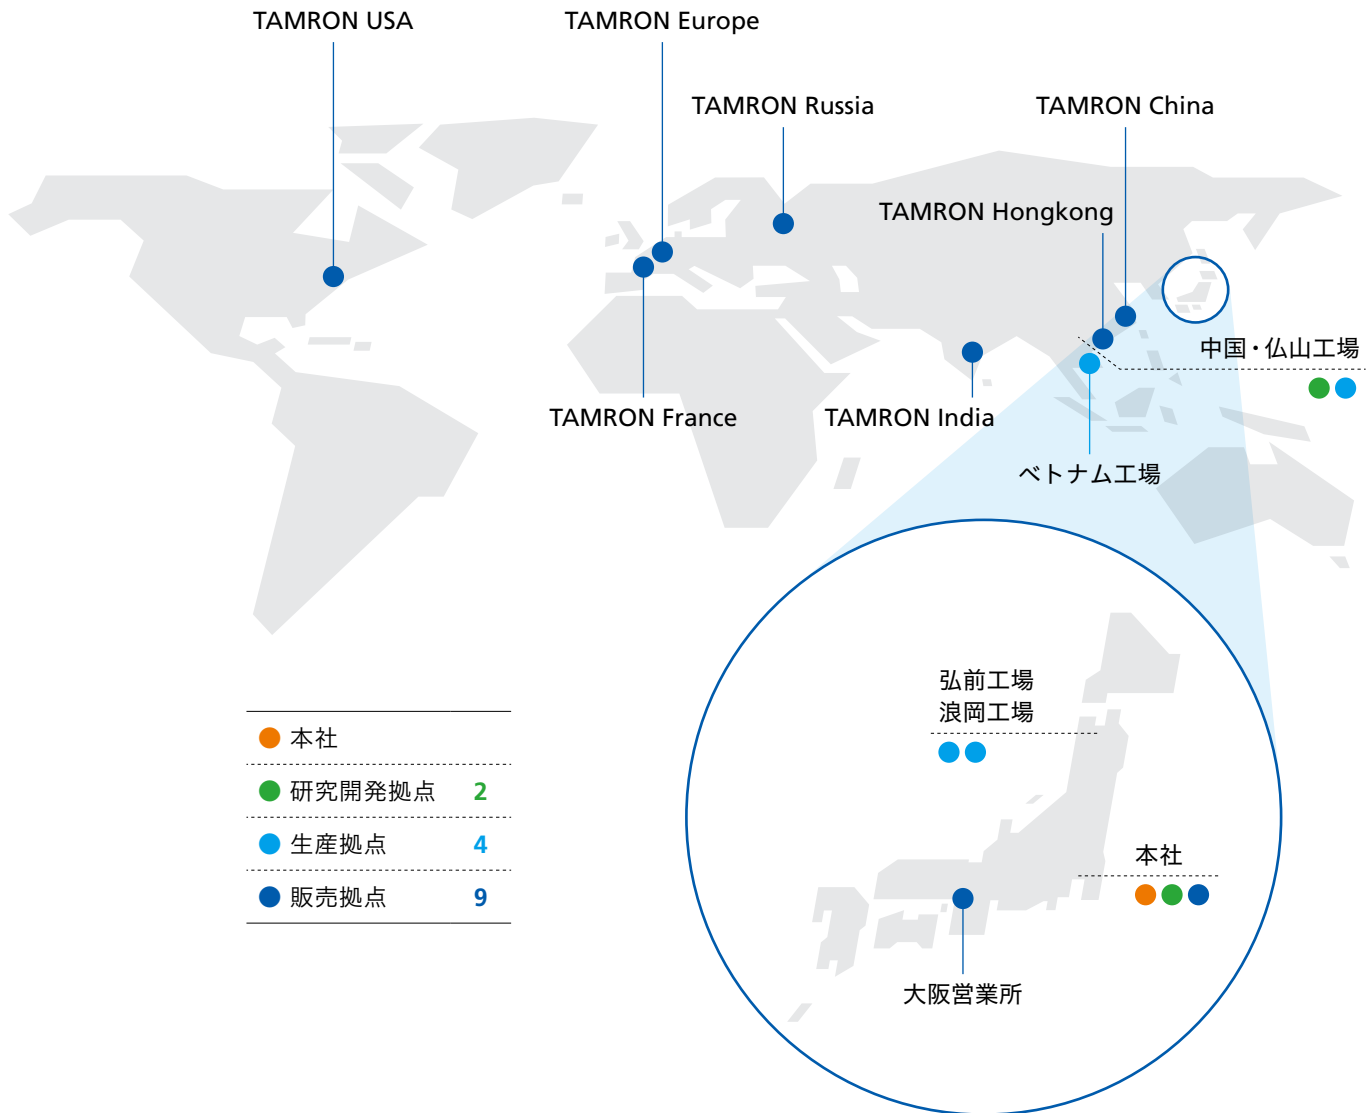 TAMRON USA
TAMRON Europe
TAMRON Russia
TAMRON China
TAMRON Hongkong
中国・仏山工場
TAMRON France
TAMRON India
ベトナム工場
弘前工場
浪岡工場
本社
研究開発拠点 2
生産拠点 4
販売拠点 9
本社
大阪営業所